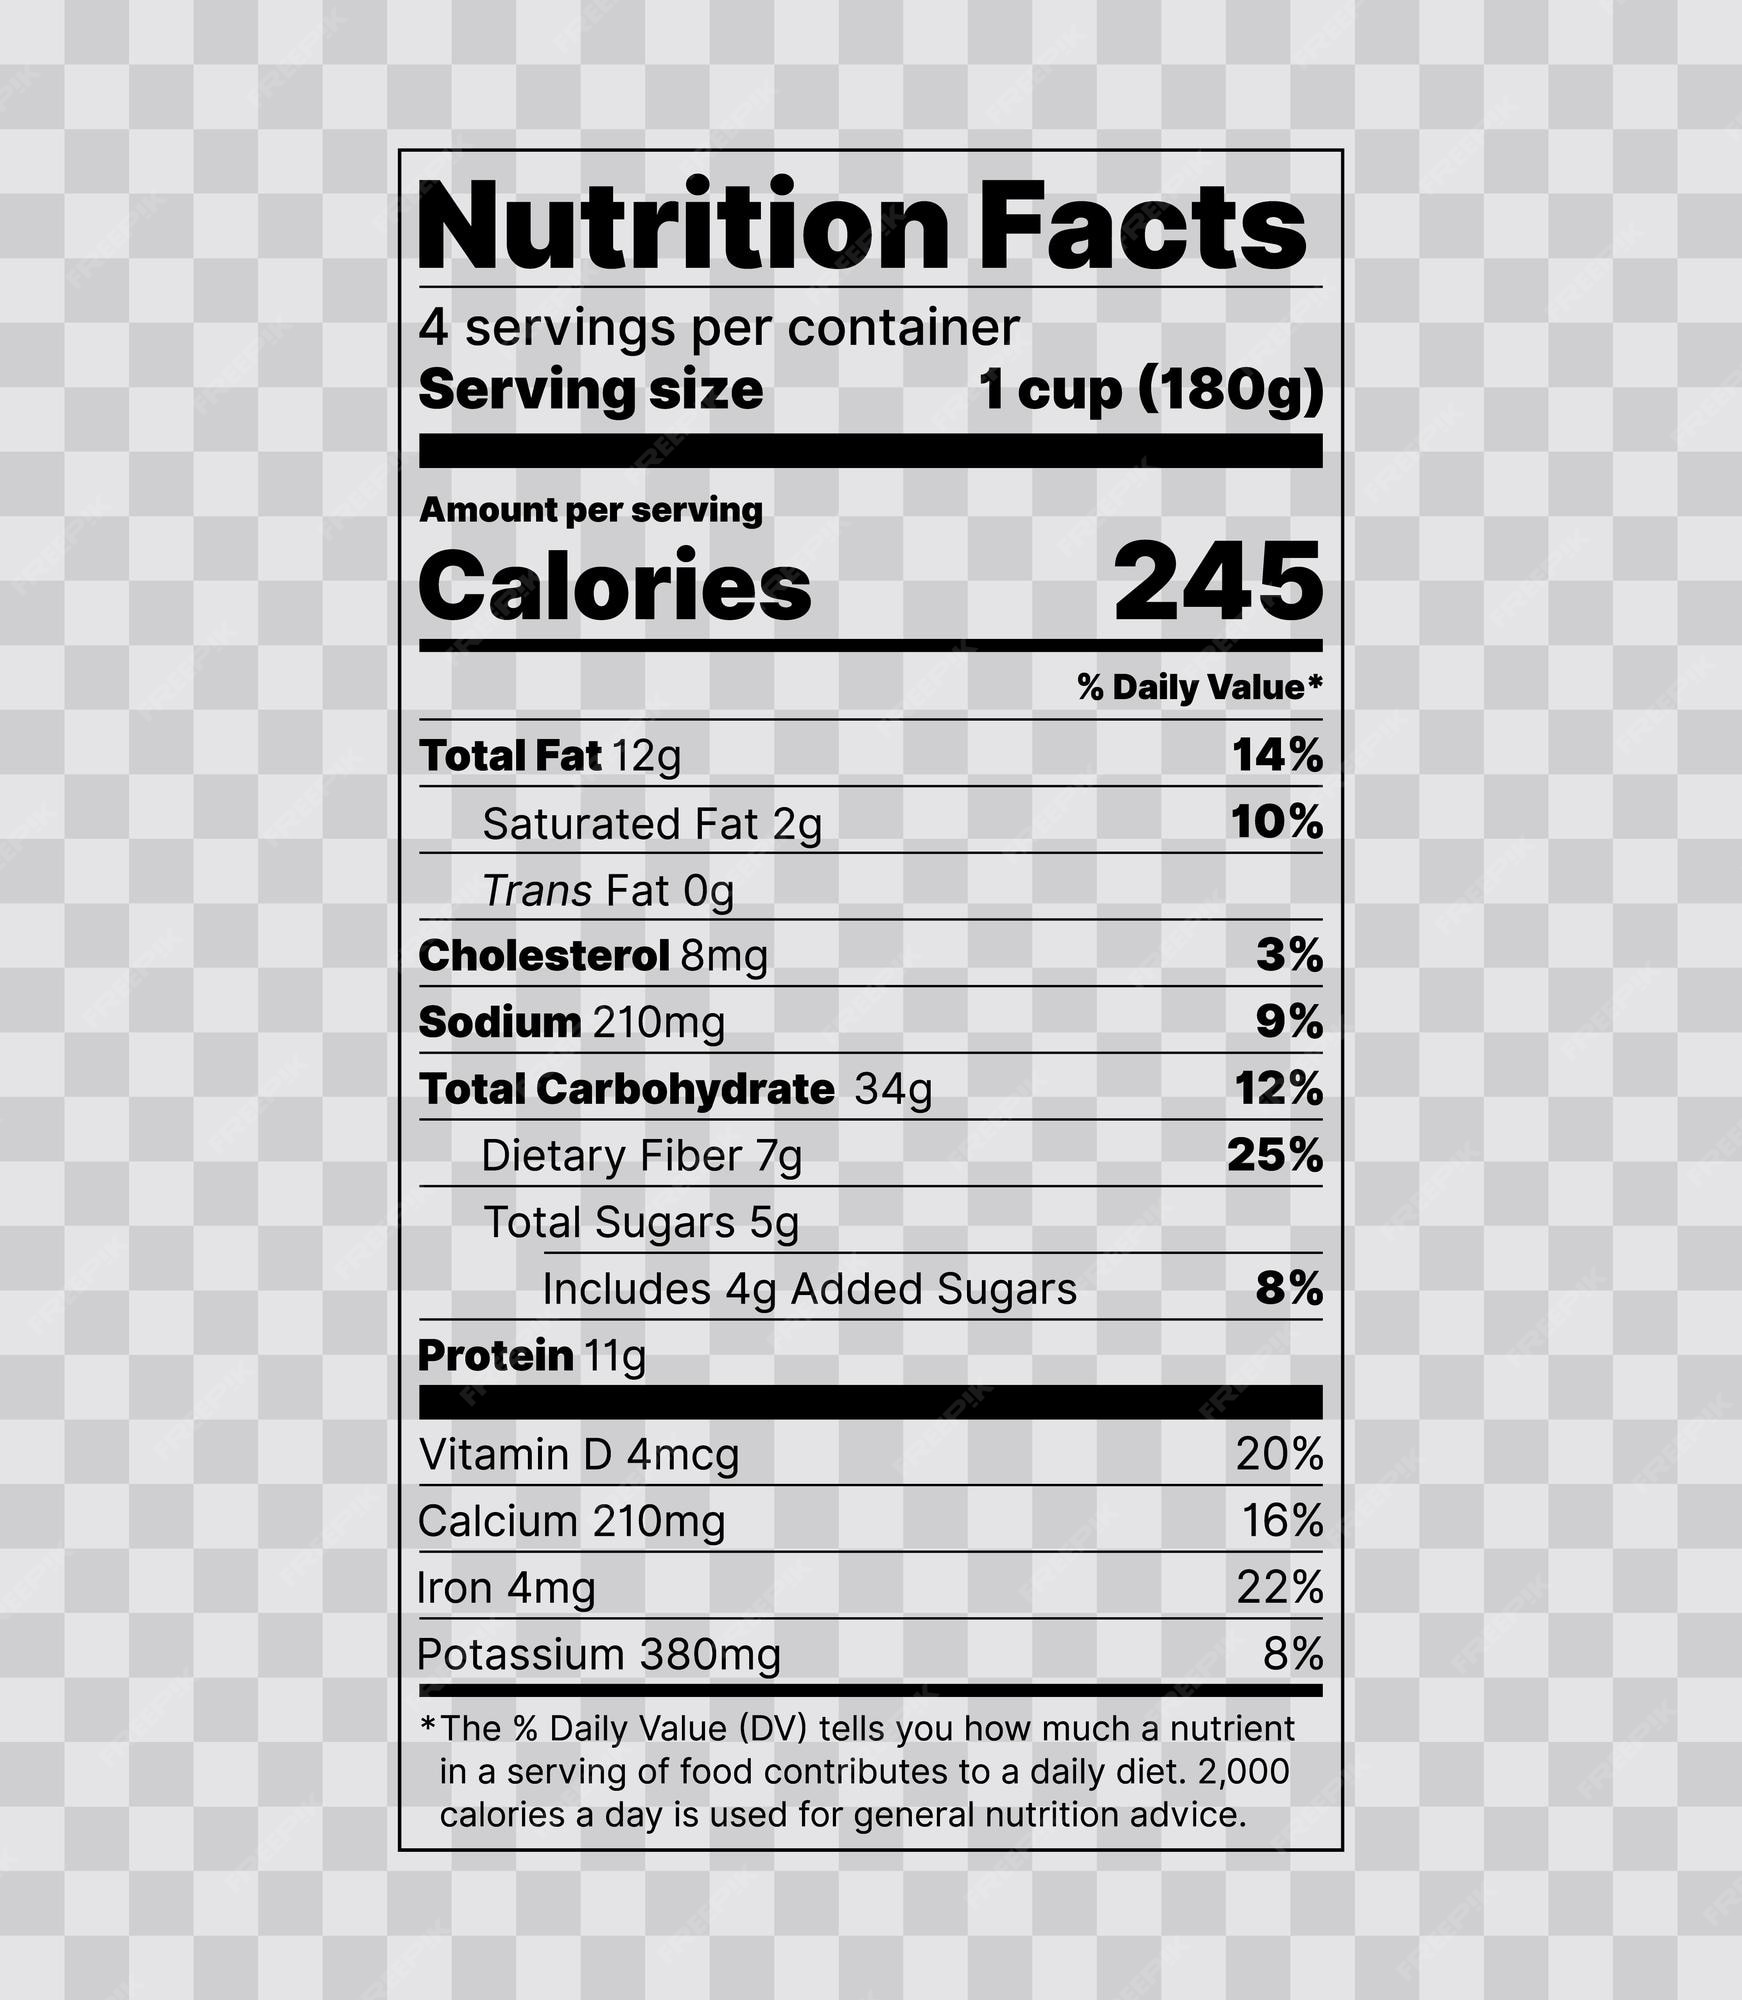 Nutrition Facts
4 servings per container
Serving size 1 cup (180g)
Amount per serving
Calories 245
% Daily Value*
Total Fat 12g 14%
Saturated Fat 2g 10%
Trans Fat 0g
Cholesterol 8mg 3%
Sodium 210mg 9%
Total Carbohydrate 34g 12%
Dietary Fiber 7g 25%
Total Sugars 5g
Includes 4g Added Sugars 8%
Protein 11g
Vitamin D 4mcg 20%
Calcium 210mg 16%
Iron 4mg 22%
Potassium 380mg 8%
*The % Daily Value (DV) tells you how much a nutrient
in a serving of food contributes to a daily diet. 2,000
calories a day is used for general nutrition advice.
FREEPIK